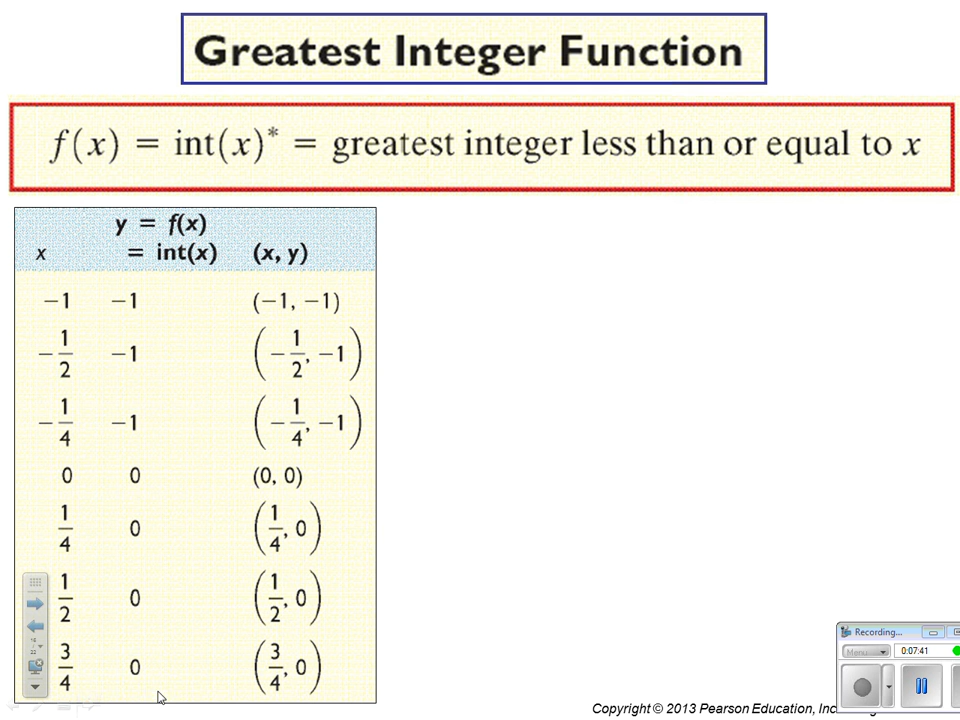 Greatest Integer Function
f(x) = int(x)* = greatest integer less than or equal to x
y = f(x)
x = int(x) (x, y)
−1 −1 (−1, −1)
−1/2 −1 (−1/2, −1)
−1/4 −1 (−1/4, −1)
0 0 (0, 0)
1/4 0 (1/4, 0)
1/2 0 (1/2, 0)
3/4 0 (3/4, 0)
Recording...
Menu 0:07:41
Copyright © 2013 Pearson Education, Inc